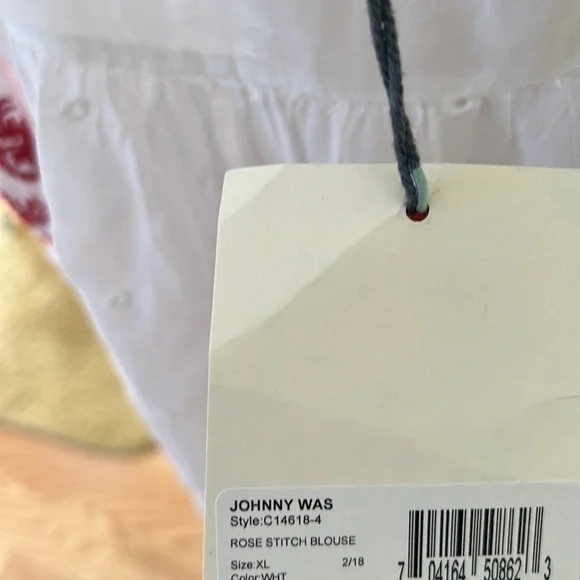 JOHNNY WAS
Style:C14618-4
ROSE STITCH BLOUSE
Size:XL 2/18
Color:WHT
7 04164 50862 3